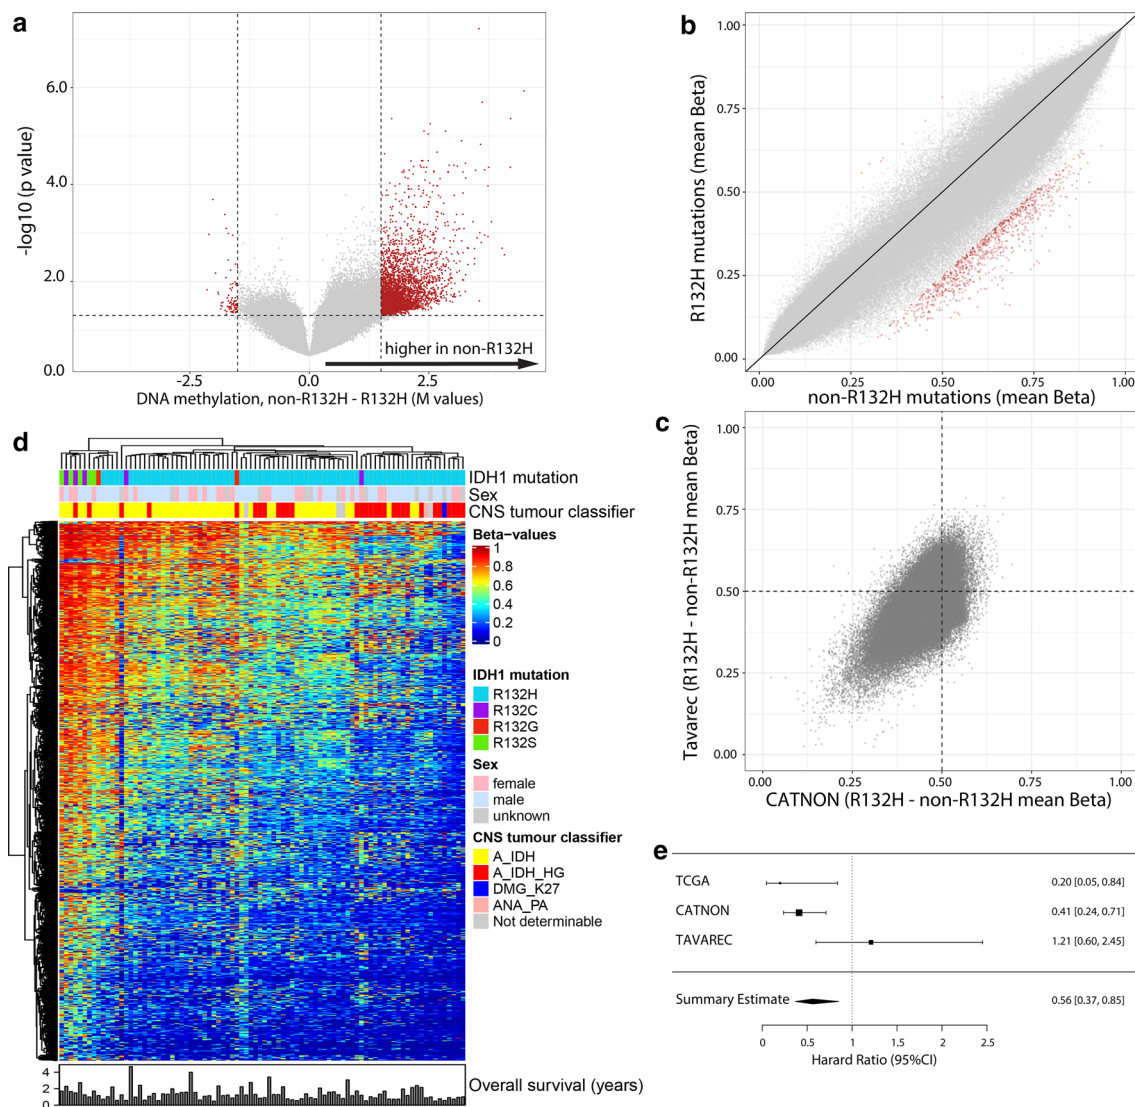 a
6.0
4.0
2.0
0.0
-log10 (p value)
higher in non-R132H
-2.5 0.0 2.5
DNA methylation, non-R132H - R132H (M values)
b
1.00
0.75
0.50
0.25
0.00
R132H mutations (mean Beta)
0.00 0.25 0.50 0.75 1.00
non-R132H mutations (mean Beta)
c
1.00
0.75
0.50
0.25
0.00
Tavarec (R132H - non-R132H mean Beta)
0.00 0.25 0.50 0.75 1.00
CATNON (R132H - non-R132H mean Beta)
d
IDH1 mutation
Sex
CNS tumour classifier
Beta-values
1
0.8
0.6
0.4
0.2
0
IDH1 mutation
R132H
R132C
R132G
R132S
Sex
female
male
unknown
CNS tumour classifier
A_IDH
A_IDH_HG
DMG_K27
ANA_PA
Not determinable
4
2
0
Overall survival (years)
e
TCGA 0.20 [0.05, 0.84]
CATNON 0.41 [0.24, 0.71]
TAVAREC 1.21 [0.60, 2.45]
Summary Estimate 0.56 [0.37, 0.85]
0 0.5 1 1.5 2 2.5
Harard Ratio (95%CI)